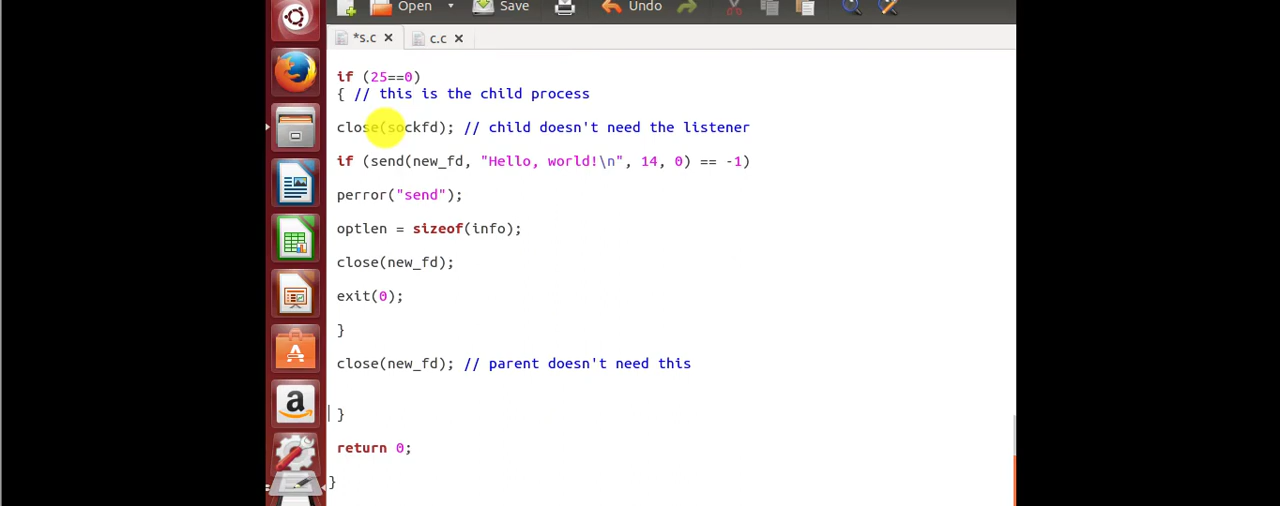 Open Save Undo
*s.c c.c
if (25==0)
{ // this is the child process
close(sockfd); // child doesn't need the listener
if (send(new_fd, "Hello, world!\n", 14, 0) == -1)
perror("send");
optlen = sizeof(info);
close(new_fd);
exit(0);
}
close(new_fd); // parent doesn't need this
}
return 0;
}